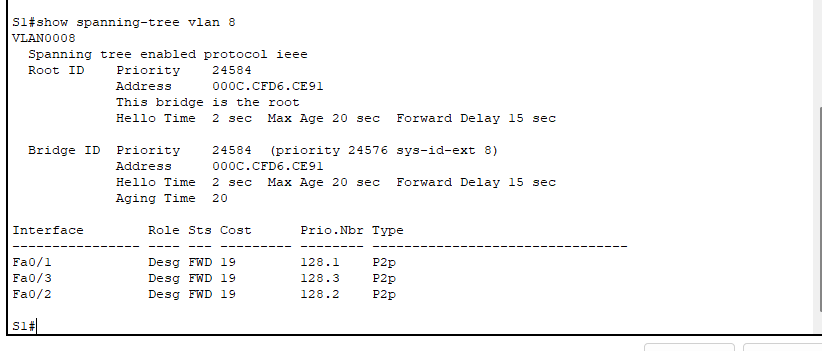 S1#show spanning-tree vlan 8
VLAN0008
  Spanning tree enabled protocol ieee
  Root ID    Priority    24584
             Address     000C.CFD6.CE91
             This bridge is the root
             Hello Time  2 sec  Max Age 20 sec  Forward Delay 15 sec

  Bridge ID  Priority    24584  (priority 24576 sys-id-ext 8)
             Address     000C.CFD6.CE91
             Hello Time  2 sec  Max Age 20 sec  Forward Delay 15 sec
             Aging Time  20

Interface        Role Sts Cost      Prio.Nbr Type
---------------- ---- --- --------- -------- --------------------------------
Fa0/1            Desg FWD 19        128.1    P2p
Fa0/3            Desg FWD 19        128.3    P2p
Fa0/2            Desg FWD 19        128.2    P2p

S1#